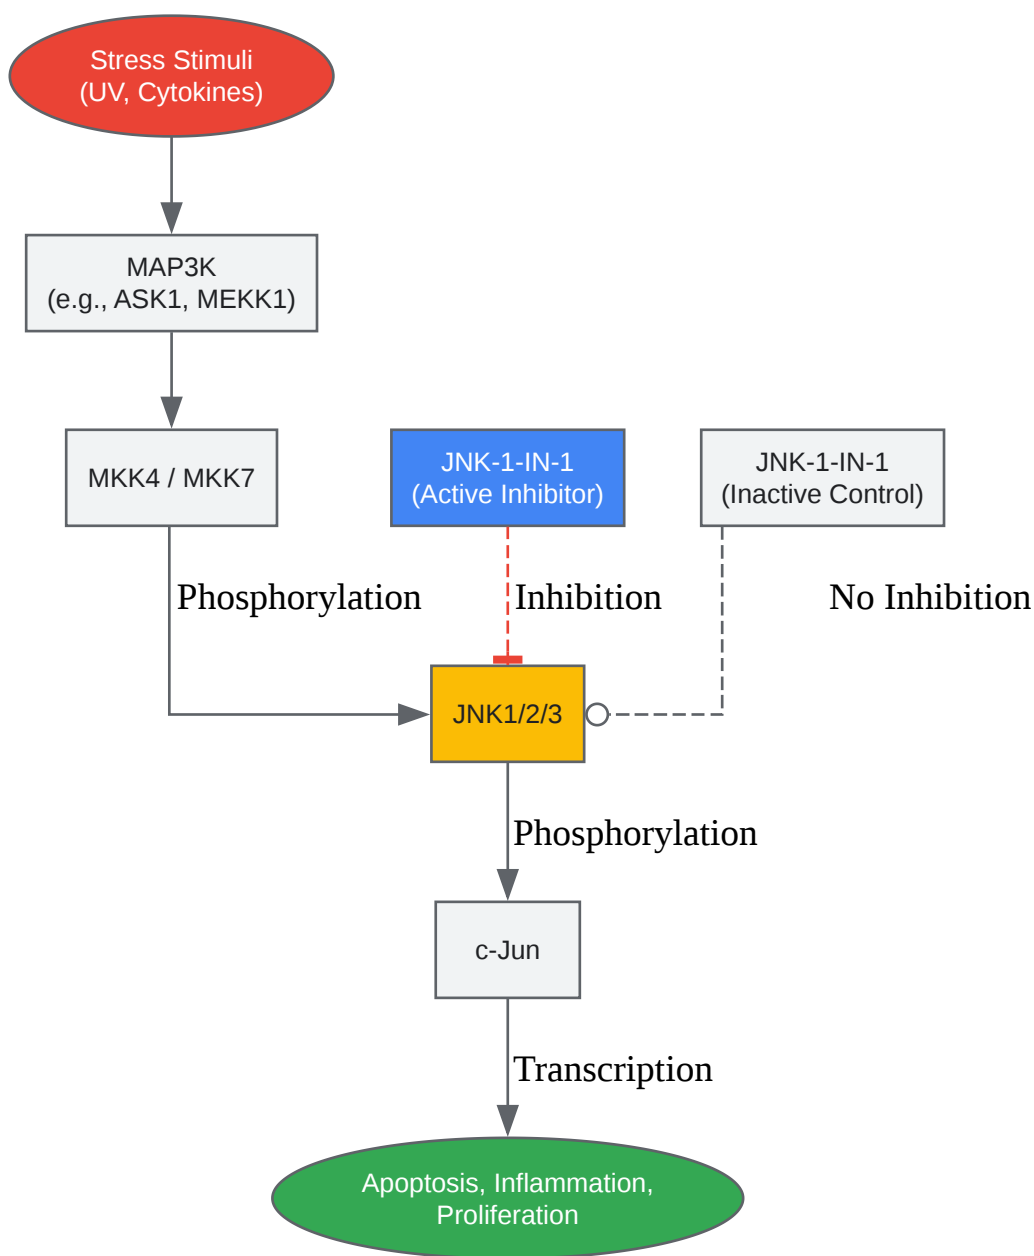 Stress Stimuli
(UV, Cytokines)
MAP3K
(e.g., ASK1, MEKK1)
MKK4 / MKK7
JNK-1-IN-1
(Active Inhibitor)
JNK-1-IN-1
(Inactive Control)
Phosphorylation
Inhibition
No Inhibition
JNK1/2/3
Phosphorylation
c-Jun
Transcription
Apoptosis, Inflammation,
Proliferation